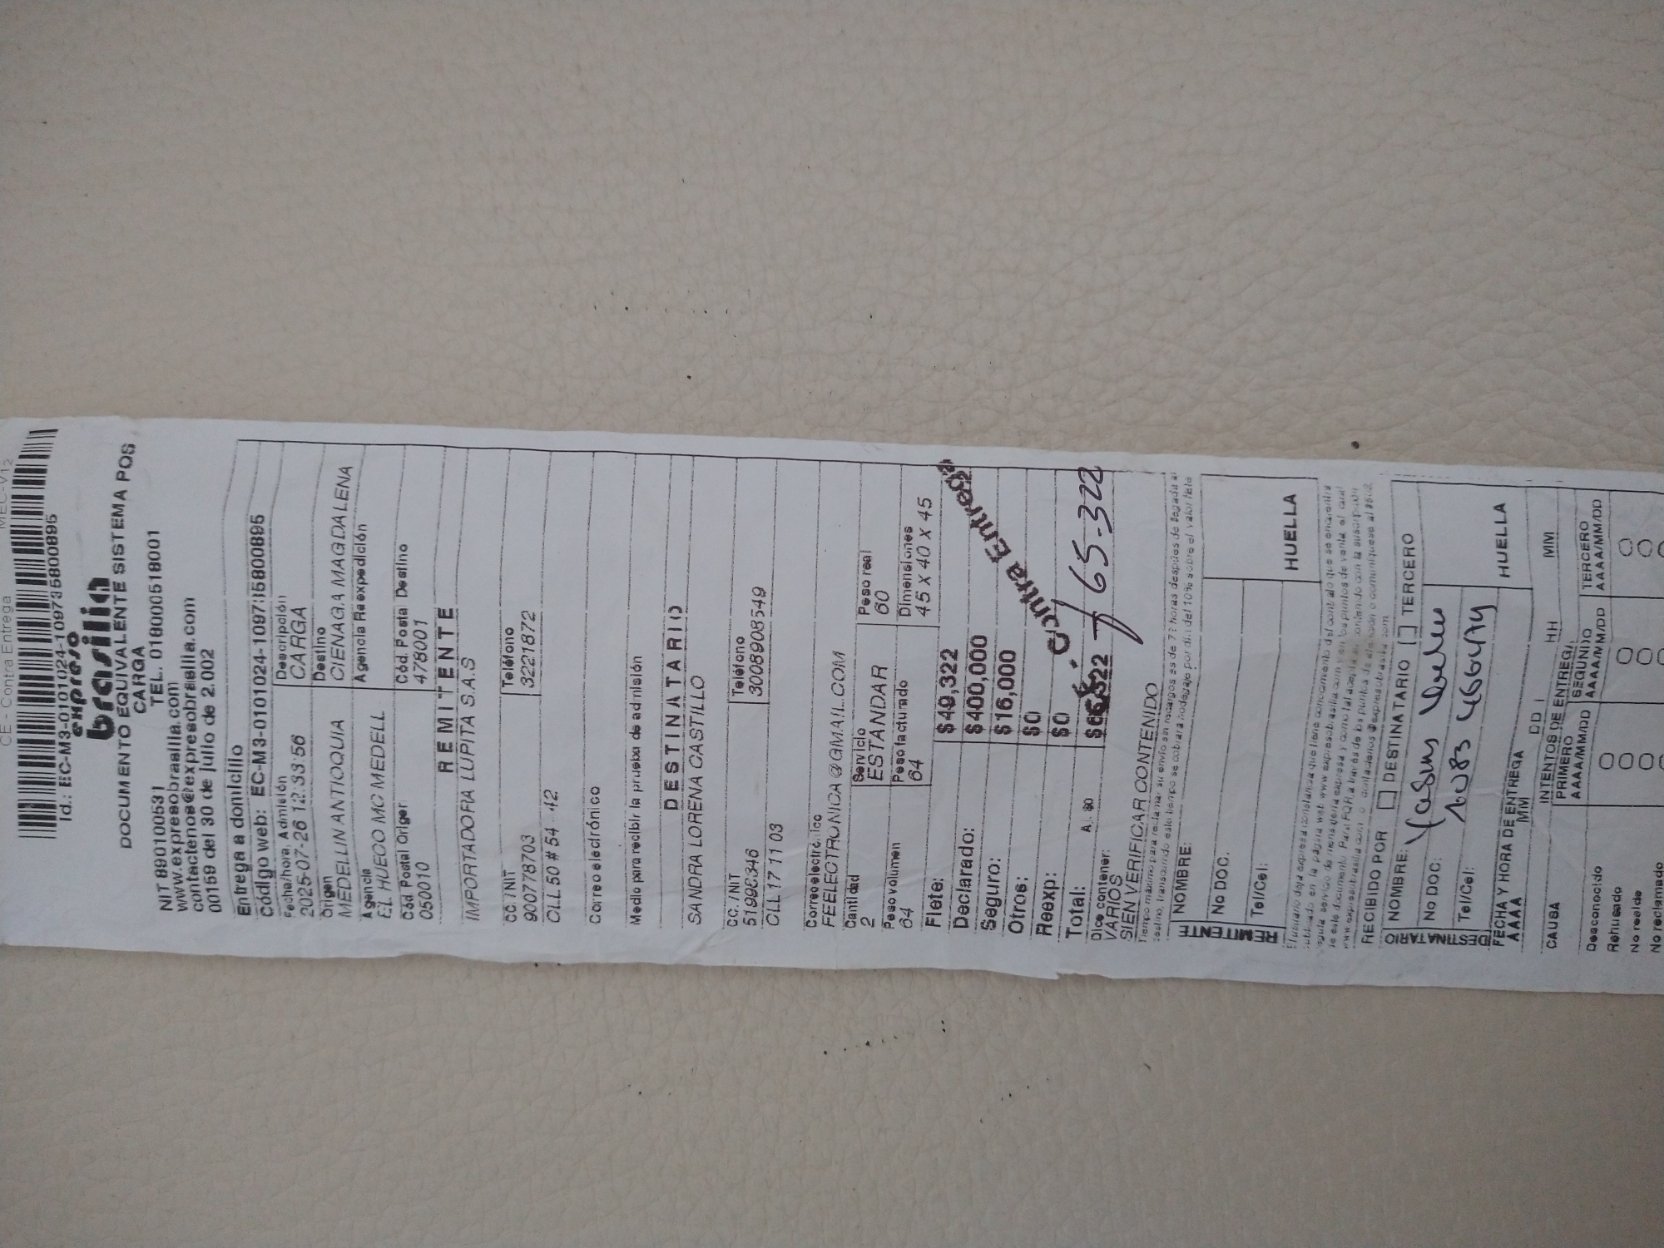 CE - Contra Entrega MEC-V12
Id.: EC-M3-0101024-109735800895
expreso
brasilia
DOCUMENTO EQUIVALENTE SISTEMA POS
CARGA
NIT 890100531 TEL. 018000518001
www.expresobrasilia.com
contactenos@expresobrasilia.com
00159 del 30 de julio de 2.002
Entrega a domicilio
Código web: EC-M3-0101024-109735800895
Fecha/hora. Admisión Descripción
2025-07-26 12:33:56 CARGA
Origen Destino
MEDELLIN ANTIOQUIA CIENAGA MAGDALENA
Agencia Agencia Reexpedición
EL HUECO MC MEDELL
Cód. Postal Origen Cód. Posta Destino
050010 478001
REMITENTE
IMPORTADORA LUPITA S.A.S
CC. / NIT Teléfono
900778703 3221872
CLL 50 # 54 - 42
Correo electrónico
Medio para recibir la prueba de admisión
DESTINATARIO
SANDRA LORENA CASTILLO
CC. / NIT Teléfono
51998346 3008908549
CLL 17 11 03
Correo electrónico
FEELECTRONICA@GMAIL.COM
Cantidad Servicio Peso real
2 ESTANDAR 60
Peso volumen Peso facturado Dimensiones
64 64 45 X 40 X 45
Flete: $49,322
Declarado: $400,000
Seguro: $16,000
Otros: $0
Reexp: $0
Contra Entrega
Total: 65-322
Dice contener:
VARIOS
SIEN VERIFICAR CONTENIDO
REMITENTE
NOMBRE:
No DOC.
Tel/Cel:
HUELLA
RECIBIDO POR [ ] DESTINATARIO [ ] TERCERO
DESTINATARIO
NOMBRE:
No DOC:
Tel/Cel:
HUELLA
FECHA Y HORA DE ENTREGA
AAAA MM DD HH MM
CAUSA INTENTOS DE ENTREGA
PRIMERO SEGUNDO TERCERO
AAAA/MM/DD AAAA/MM/DD AAAA/MM/DD
Desconocido
Rehusado
No reside
No reclamado